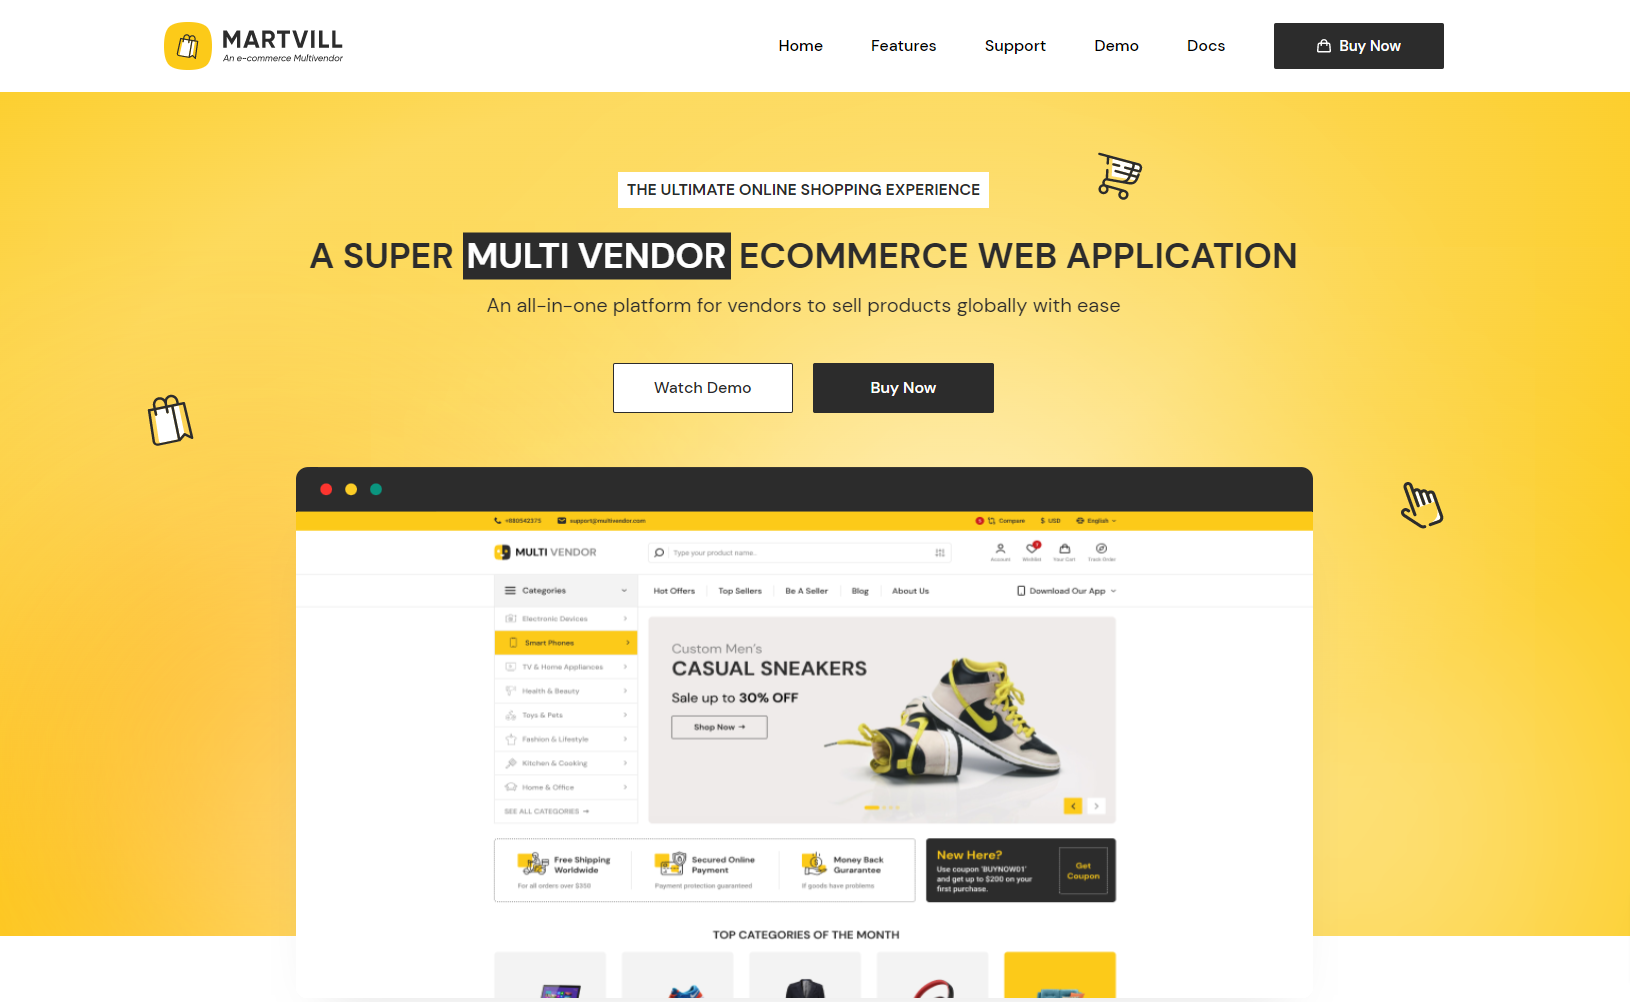 MARTVILL
An e-commerce Multivendor
Home Features Support Demo Docs Buy Now
THE ULTIMATE ONLINE SHOPPING EXPERIENCE
A SUPER MULTI VENDOR ECOMMERCE WEB APPLICATION
An all-in-one platform for vendors to sell products globally with ease
Watch Demo Buy Now
+880542375 support@multivendor.com Compare $ USD English
MULTI VENDOR Type your product name.. Account Wishlist Your Cart Track Order
Categories Hot Offers Top Sellers Be A Seller Blog About Us Download Our App
Electronic Devices
Smart Phones
TV & Home Appliances
Health & Beauty
Toys & Pets
Fashion & Lifestyle
Kitchen & Cooking
Home & Office
SEE ALL CATEGORIES →
Custom Men's
CASUAL SNEAKERS
Sale up to 30% OFF
Shop Now →
Free Shipping
Worldwide
For all orders over $350
Secured Online
Payment
Payment protection guaranteed
Money Back
Gurarantee
If goods have problems
New Here?
Use coupon 'BUYNOW01'
and get up to $200 on your
first purchase.
Get
Coupon
TOP CATEGORIES OF THE MONTH